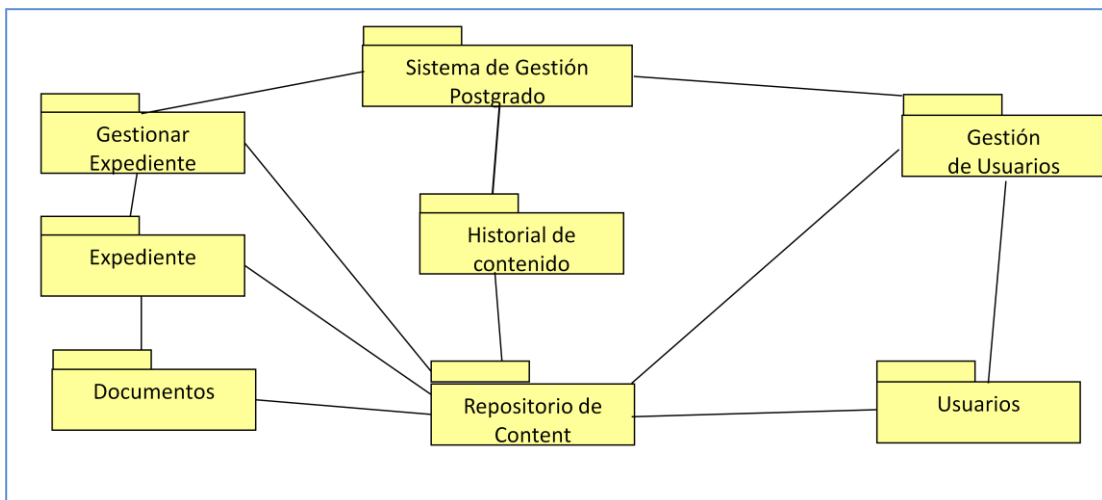 Sistema de Gestión
Postgrado
Gestionar
Expediente
Gestión
de Usuarios
Historial de
contenido
Expediente
Documentos
Repositorio de
Content
Usuarios